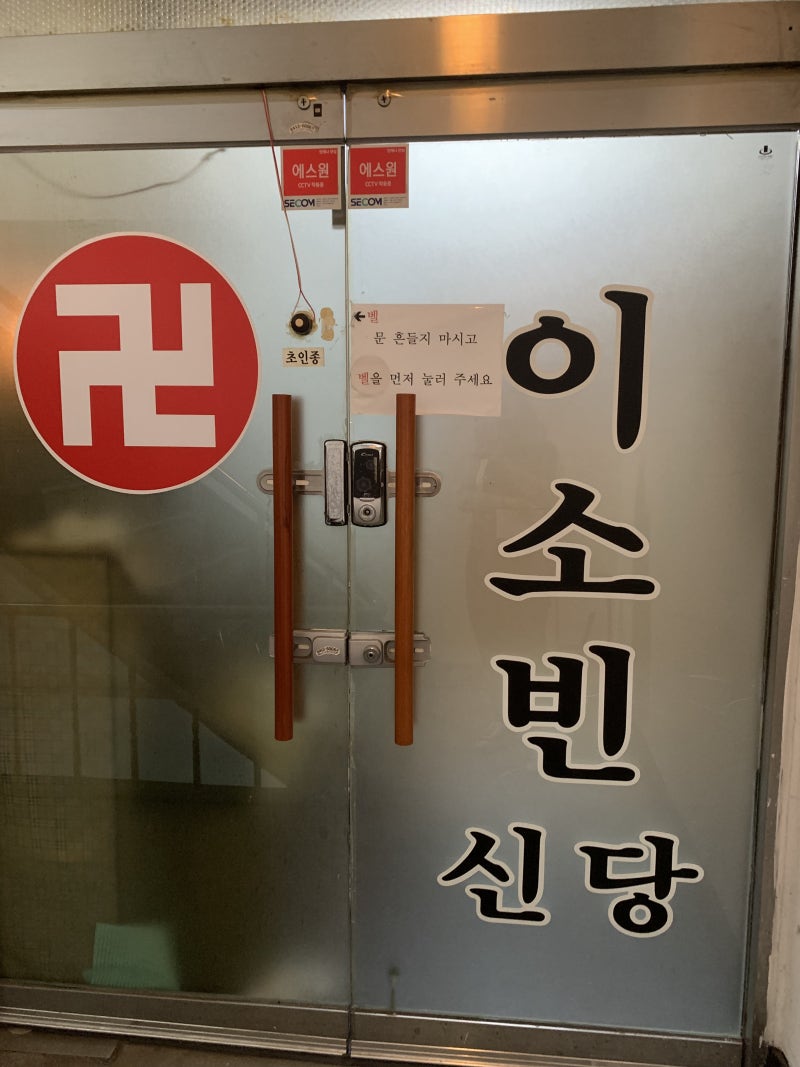 에스원
CCTV 작동중
SECOM
에스원
CCTV 작동중
SECOM
卍
초인종
←벨
문 흔들지 마시고
벨을 먼저 눌러 주세요
이소빈
신당